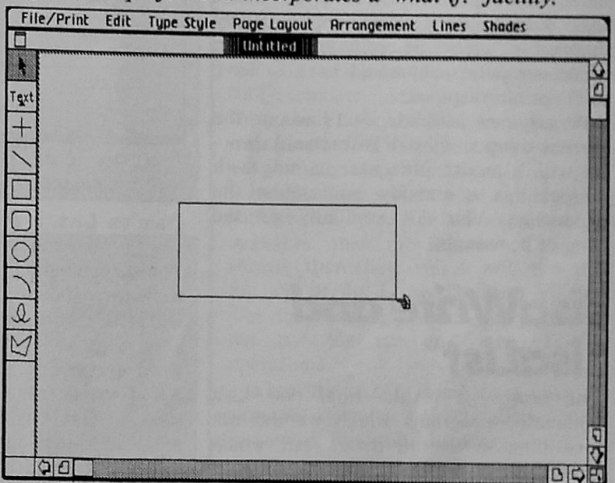 incorporates a "what if" facility.
File/Print Edit Type Style Page Layout Arrangement Lines Shades
Untitled
Text